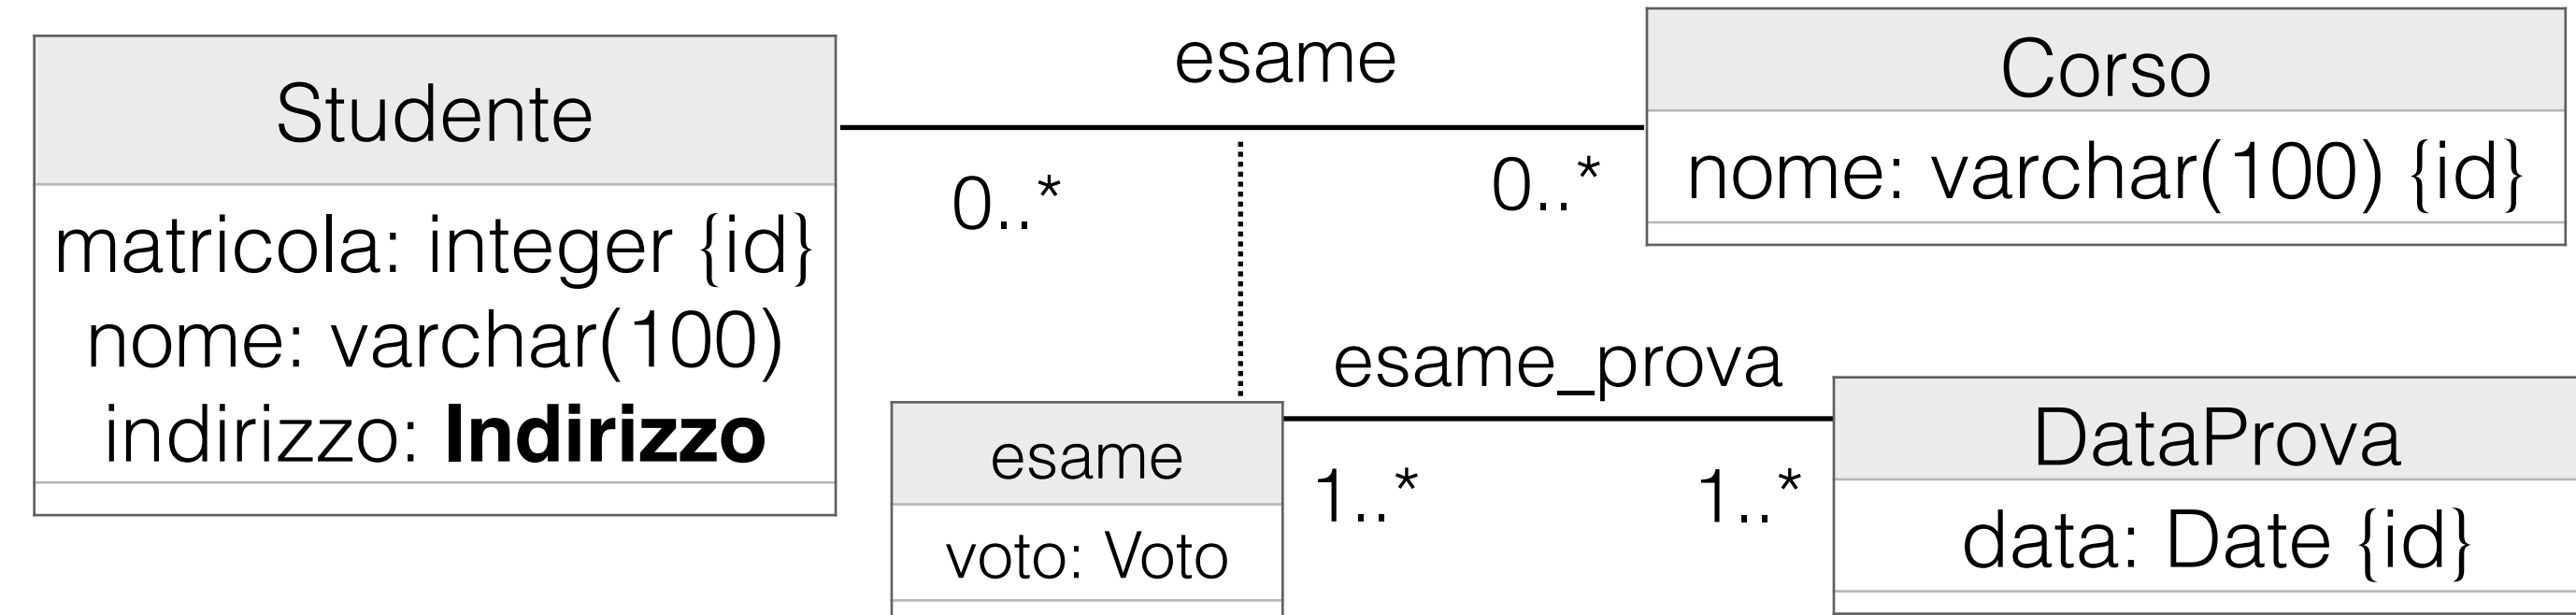 Studente
matricola: integer {id}
nome: varchar(100)
indirizzo: Indirizzo
esame
0..*
0..*
Corso
nome: varchar(100) {id}
esame
voto: Voto
esame_prova
1..*
1..*
DataProva
data: Date {id}